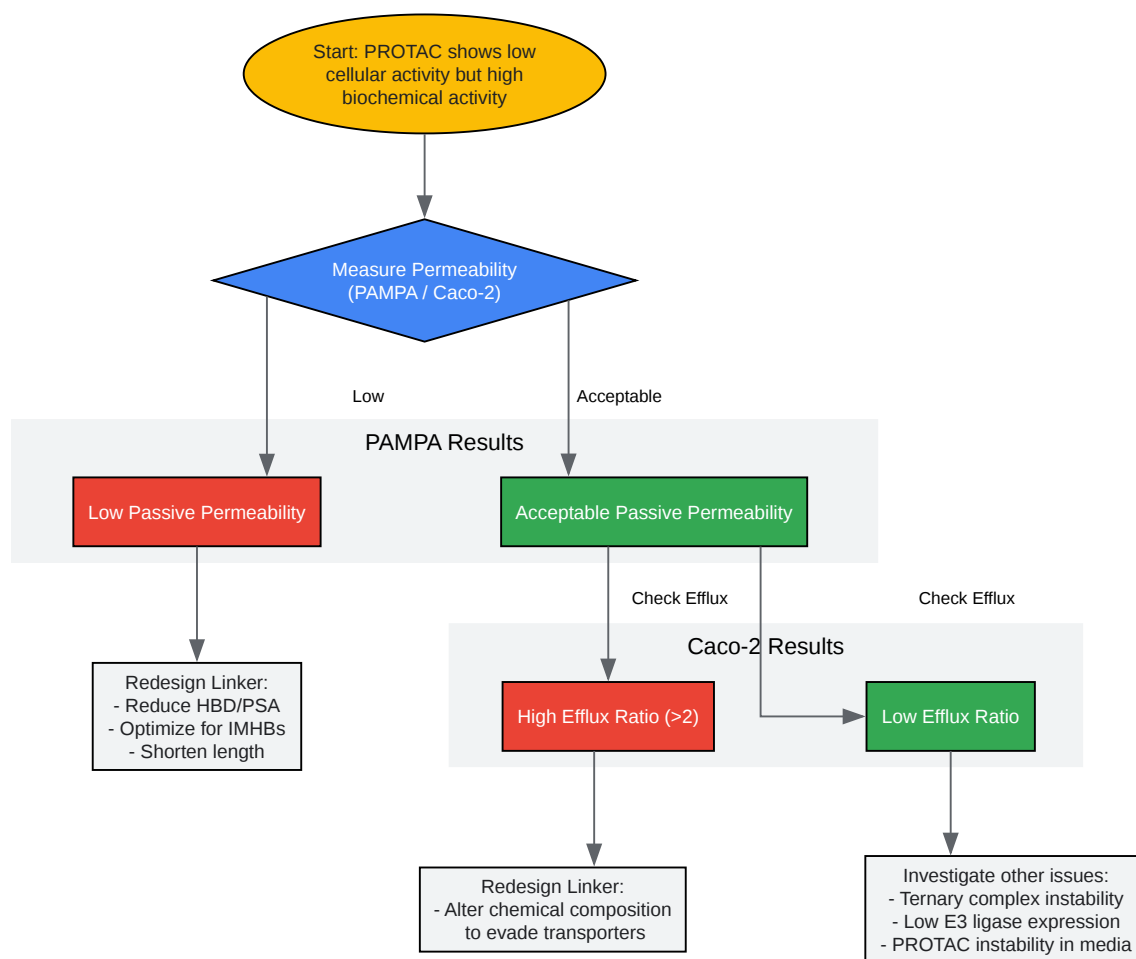 Start: PROTAC shows low
cellular activity but high
biochemical activity
Measure Permeability
(PAMPA / Caco-2)
Low
Acceptable
PAMPA Results
Low Passive Permeability
Acceptable Passive Permeability
Check Efflux
Check Efflux
Caco-2 Results
Redesign Linker:
- Reduce HBD/PSA
- Optimize for IMHBs
- Shorten length
High Efflux Ratio (>2)
Low Efflux Ratio
Redesign Linker:
- Alter chemical composition
to evade transporters
Investigate other issues:
- Ternary complex instability
- Low E3 ligase expression
- PROTAC instability in media